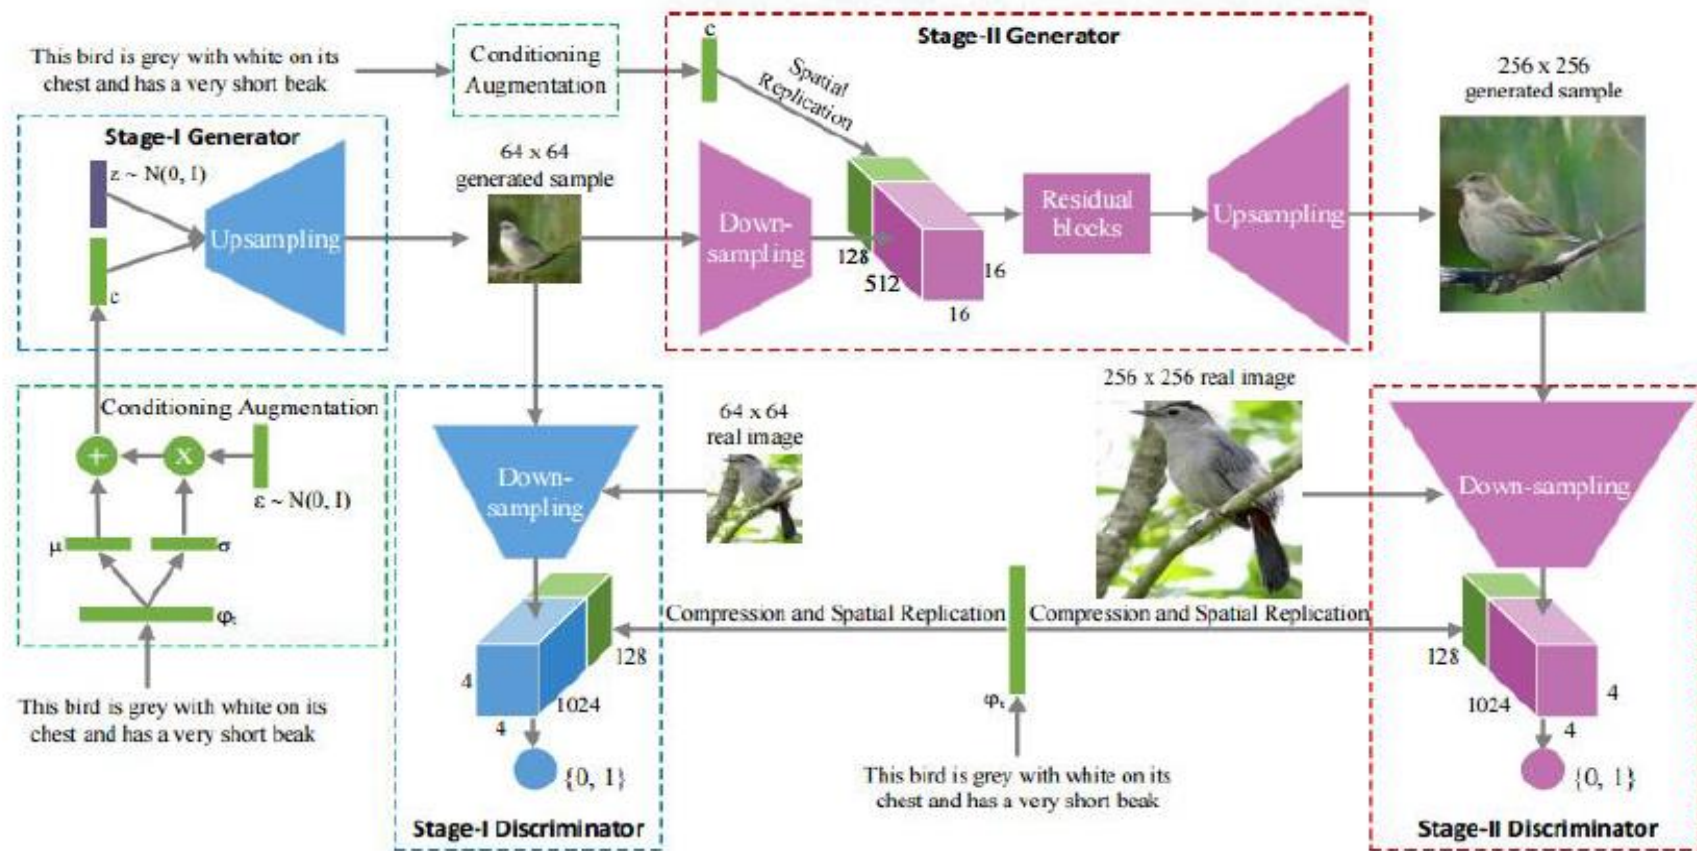 This bird is grey with white on its
chest and has a very short beak
Conditioning
Augmentation
c
Stage-II Generator
Spatial
Replication
256 x 256
generated sample
Stage-I Generator
z ~ N(0, I)
c
Upsampling
64 x 64
generated sample
Down-
sampling
128
512
16
16
Residual
blocks
Upsampling
Conditioning Augmentation
+
X
ε ~ N(0, I)
μ
σ
φₜ
This bird is grey with white on its
chest and has a very short beak
Down-
sampling
64 x 64
real image
256 x 256 real image
Down-sampling
Compression and Spatial Replication
Compression and Spatial Replication
128
4
1024
4
{0, 1}
Stage-I Discriminator
φₜ
This bird is grey with white on its
chest and has a very short beak
128
1024
4
4
{0, 1}
Stage-II Discriminator